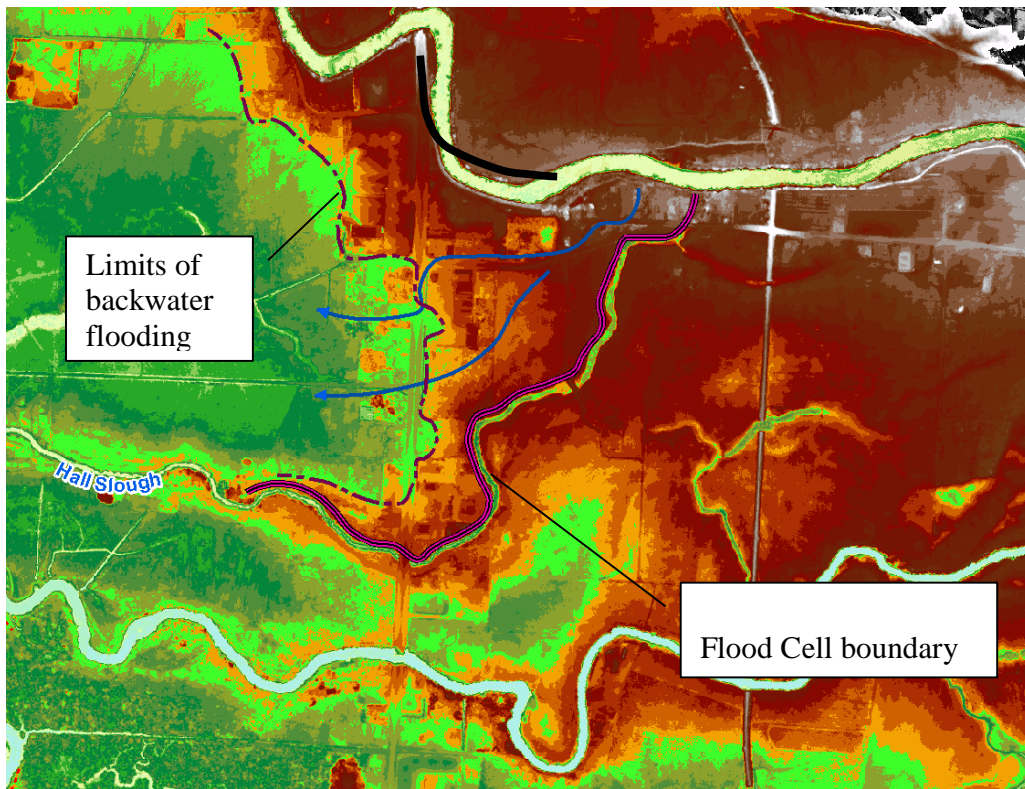 Limits of
backwater
flooding
Hall Slough
Flood Cell boundary